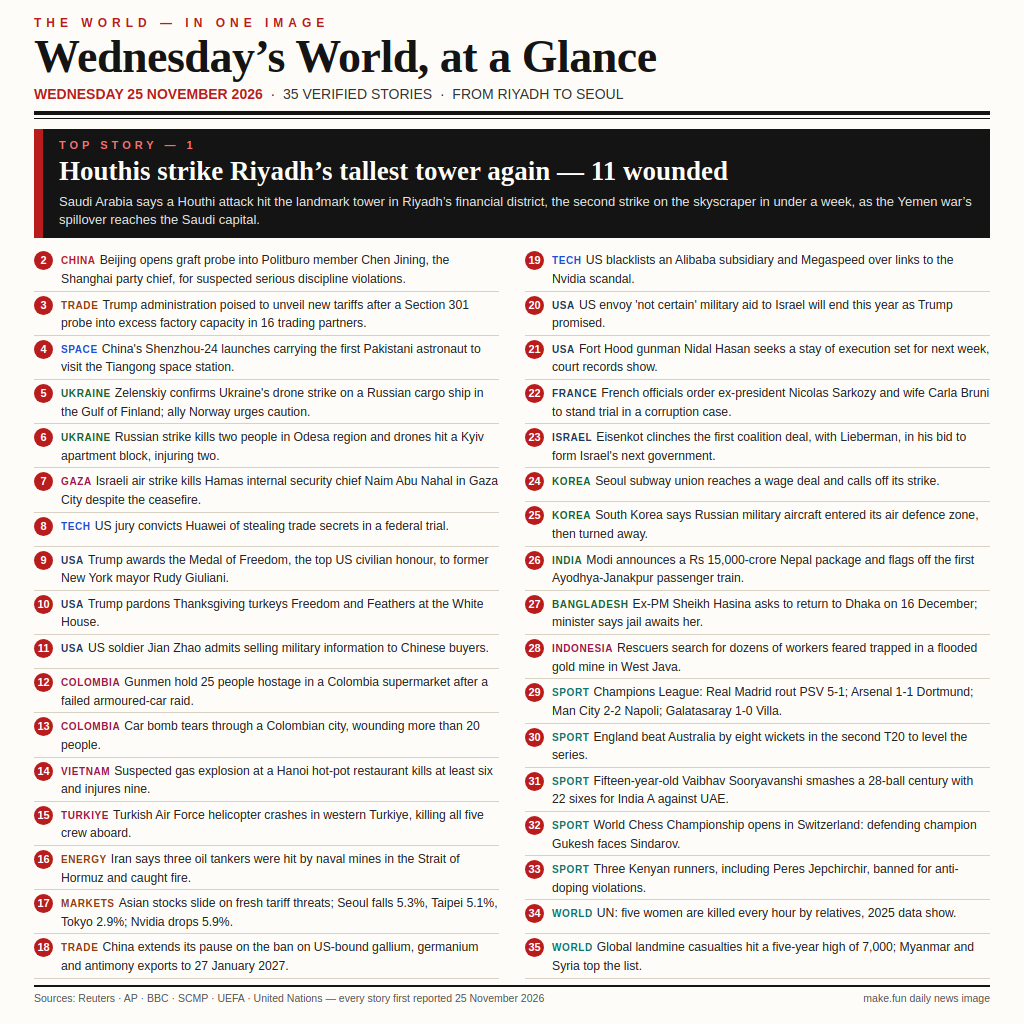 THE WORLD — IN ONE IMAGE
Wednesday’s World, at a Glance
WEDNESDAY 25 NOVEMBER 2026 · 35 VERIFIED STORIES · FROM RIYADH TO SEOUL
TOP STORY — 1
Houthis strike Riyadh’s tallest tower again — 11 wounded
Saudi Arabia says a Houthi attack hit the landmark tower in Riyadh’s financial district, the second strike on the skyscraper in under a week, as the Yemen war’s
spillover reaches the Saudi capital.
2 CHINA Beijing opens graft probe into Politburo member Chen Jining, the
Shanghai party chief, for suspected serious discipline violations.
3 TRADE Trump administration poised to unveil new tariffs after a Section 301
probe into excess factory capacity in 16 trading partners.
4 SPACE China's Shenzhou-24 launches carrying the first Pakistani astronaut to
visit the Tiangong space station.
5 UKRAINE Zelenskiy confirms Ukraine's drone strike on a Russian cargo ship in
the Gulf of Finland; ally Norway urges caution.
6 UKRAINE Russian strike kills two people in Odesa region and drones hit a Kyiv
apartment block, injuring two.
7 GAZA Israeli air strike kills Hamas internal security chief Naim Abu Nahal in Gaza
City despite the ceasefire.
8 TECH US jury convicts Huawei of stealing trade secrets in a federal trial.
9 USA Trump awards the Medal of Freedom, the top US civilian honour, to former
New York mayor Rudy Giuliani.
10 USA Trump pardons Thanksgiving turkeys Freedom and Feathers at the White
House.
11 USA US soldier Jian Zhao admits selling military information to Chinese buyers.
12 COLOMBIA Gunmen hold 25 people hostage in a Colombia supermarket after a
failed armoured-car raid.
13 COLOMBIA Car bomb tears through a Colombian city, wounding more than 20
people.
14 VIETNAM Suspected gas explosion at a Hanoi hot-pot restaurant kills at least six
and injures nine.
15 TURKIYE Turkish Air Force helicopter crashes in western Turkiye, killing all five
crew aboard.
16 ENERGY Iran says three oil tankers were hit by naval mines in the Strait of
Hormuz and caught fire.
17 MARKETS Asian stocks slide on fresh tariff threats; Seoul falls 5.3%, Taipei 5.1%,
Tokyo 2.9%; Nvidia drops 5.9%.
18 TRADE China extends its pause on the ban on US-bound gallium, germanium
and antimony exports to 27 January 2027.
19 TECH US blacklists an Alibaba subsidiary and Megaspeed over links to the
Nvidia scandal.
20 USA US envoy 'not certain' military aid to Israel will end this year as Trump
promised.
21 USA Fort Hood gunman Nidal Hasan seeks a stay of execution set for next week,
court records show.
22 FRANCE French officials order ex-president Nicolas Sarkozy and wife Carla Bruni
to stand trial in a corruption case.
23 ISRAEL Eisenkot clinches the first coalition deal, with Lieberman, in his bid to
form Israel's next government.
24 KOREA Seoul subway union reaches a wage deal and calls off its strike.
25 KOREA South Korea says Russian military aircraft entered its air defence zone,
then turned away.
26 INDIA Modi announces a Rs 15,000-crore Nepal package and flags off the first
Ayodhya-Janakpur passenger train.
27 BANGLADESH Ex-PM Sheikh Hasina asks to return to Dhaka on 16 December;
minister says jail awaits her.
28 INDONESIA Rescuers search for dozens of workers feared trapped in a flooded
gold mine in West Java.
29 SPORT Champions League: Real Madrid rout PSV 5-1; Arsenal 1-1 Dortmund;
Man City 2-2 Napoli; Galatasaray 1-0 Villa.
30 SPORT England beat Australia by eight wickets in the second T20 to level the
series.
31 SPORT Fifteen-year-old Vaibhav Sooryavanshi smashes a 28-ball century with
22 sixes for India A against UAE.
32 SPORT World Chess Championship opens in Switzerland: defending champion
Gukesh faces Sindarov.
33 SPORT Three Kenyan runners, including Peres Jepchirchir, banned for anti-
doping violations.
34 WORLD UN: five women are killed every hour by relatives, 2025 data show.
35 WORLD Global landmine casualties hit a five-year high of 7,000; Myanmar and
Syria top the list.
Sources: Reuters · AP · BBC · SCMP · UEFA · United Nations — every story first reported 25 November 2026
make.fun daily news image